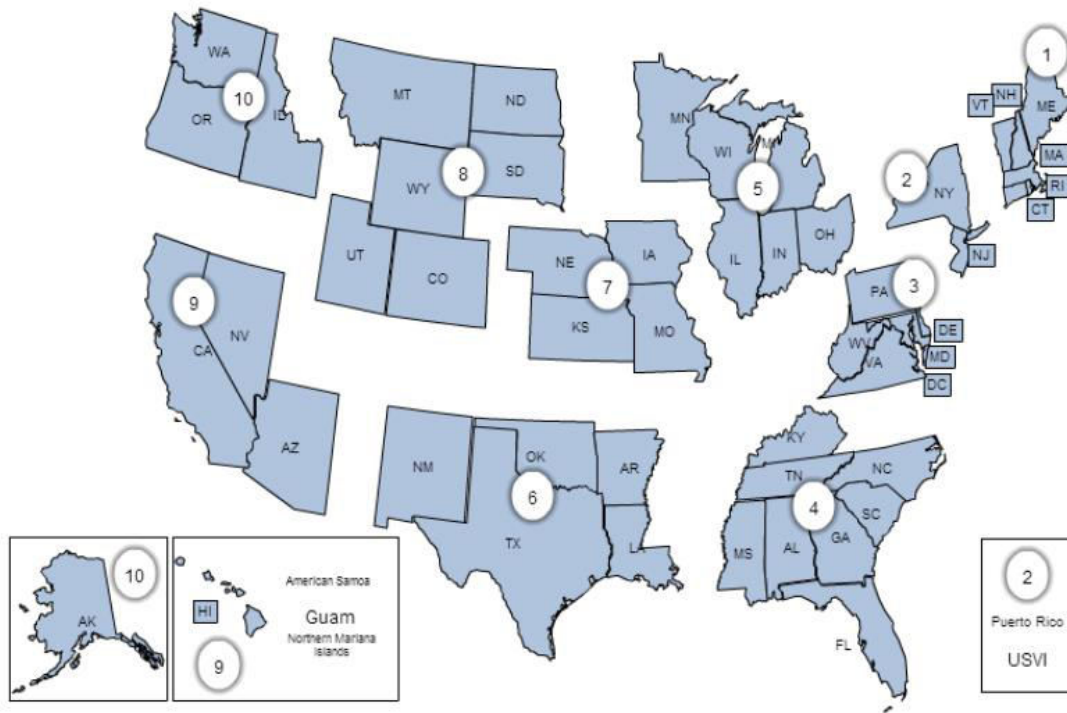 1
WA
10
OR
ID
MT
ND
8
SD
WY
UT
CO
MN
WI
M
5
IL
IN
OH
VT
NH
ME
MA
RI
CT
2
NY
NJ
3
PA
DE
MD
DC
WV
VA
9
CA
NV
AZ
NE
IA
7
KS
MO
NM
OK
AR
6
TX
LA
KY
TN
NC
4
SC
MS
AL
GA
FL
10
AK
American Samoa
HI
Guam
Northern Mariana
Islands
9
2
Puerto Rico
USVI